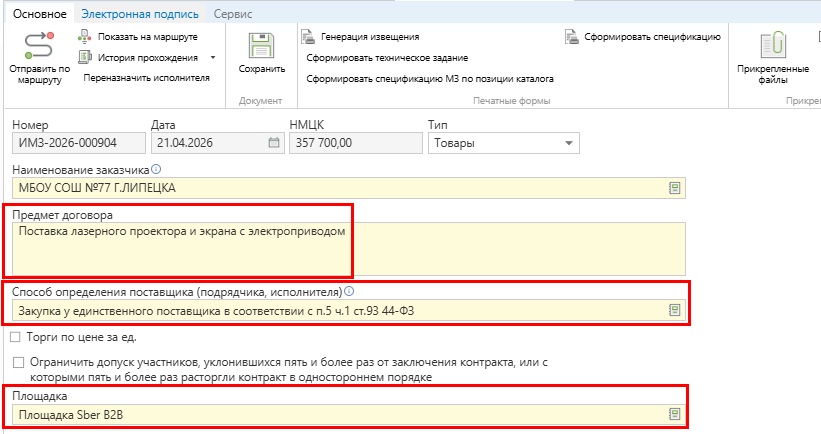 Основное Электронная подпись Сервис
Отправить по маршруту
Показать на маршруте
История прохождения
Переназначить исполнителя
Сохранить
Документ
Генерация извещения
Сформировать техническое задание
Сформировать спецификацию МЗ по позиции каталога
Сформировать спецификацию
Печатные формы
Прикрепленные файлы
Номер Дата НМЦК Тип
ИМЗ-2026-000904 21.04.2026 357 700,00 Товары
Наименование заказчика
МБОУ СОШ №77 Г.ЛИПЕЦКА
Предмет договора
Поставка лазерного проектора и экрана с электроприводом
Способ определения поставщика (подрядчика, исполнителя)
Закупка у единственного поставщика в соответствии с п.5 ч.1 ст.93 44-ФЗ
Торги по цене за ед.
Ограничить допуск участников, уклонившихся пять и более раз от заключения контракта, или с
которыми пять и более раз расторгли контракт в одностороннем порядке
Площадка
Площадка Sber B2B